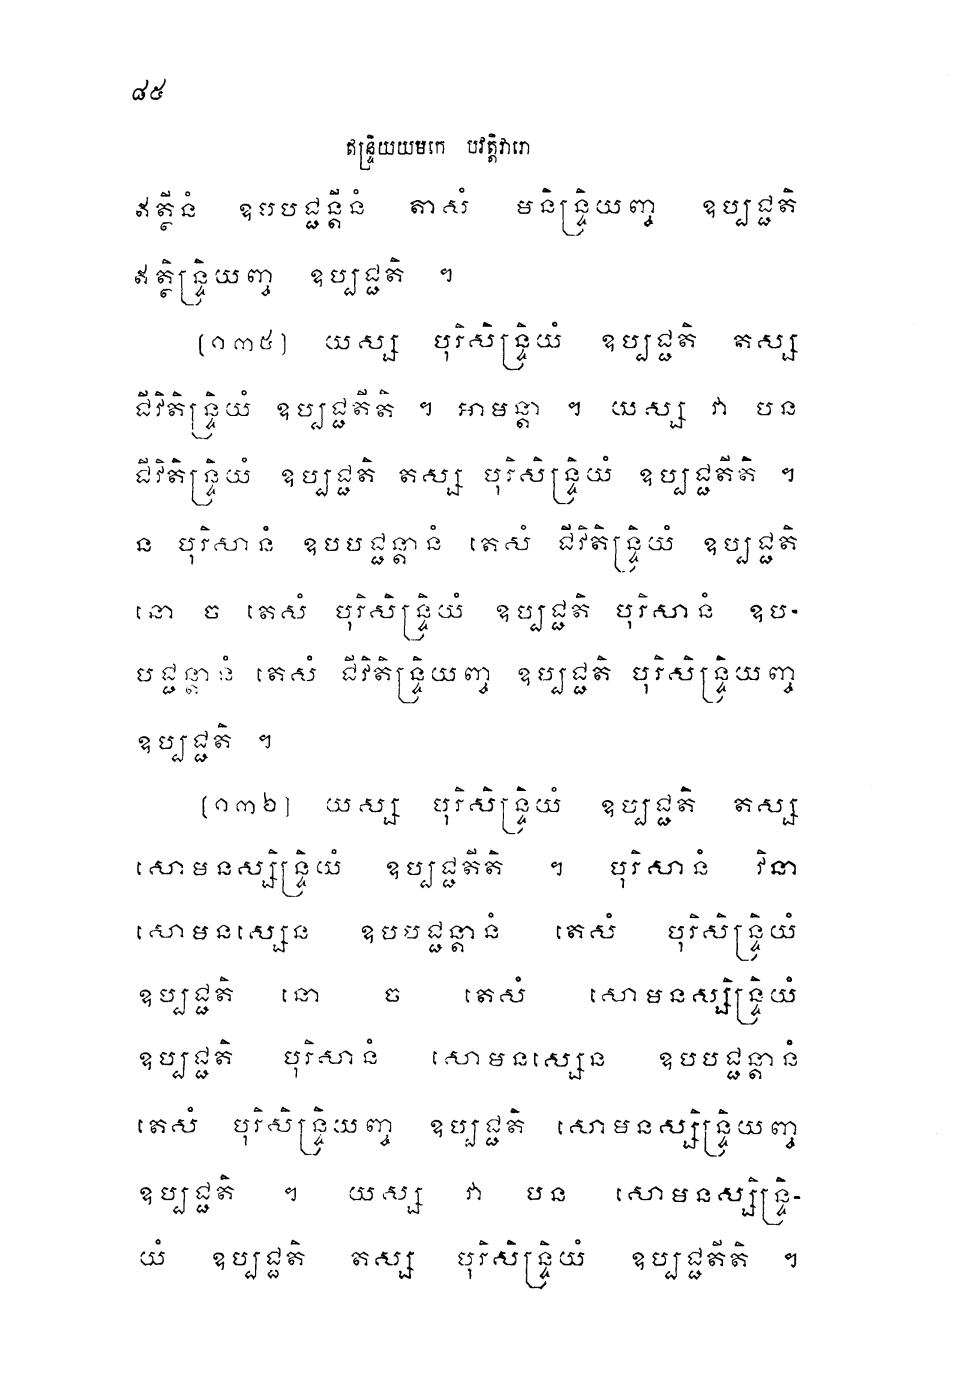 ៨៥
ឥន្ទ្រិយយមកេ បវត្តិវារោ
ឥត្ថីនំ ឧបបជ្ជន្តីនំ តាសំ មនិន្ទ្រិយញ្ច ឧប្បជ្ជតិ
ឥត្ថិន្ទ្រិយញ្ច ឧប្បជ្ជតិ ។
(១៣៥) យស្ស បុរិសិន្ទ្រិយំ ឧប្បជ្ជតិ តស្ស
ជីវិតិន្ទ្រិយំ ឧប្បជ្ជតីតិ ។ អាមន្តា ។ យស្ស វា បន
ជីវិតិន្ទ្រិយំ ឧប្បជ្ជតិ តស្ស បុរិសិន្ទ្រិយំ ឧប្បជ្ជតីតិ ។
ន បុរិសានំ ឧបបជ្ជន្តានំ តេសំ ជីវិតិន្ទ្រិយំ ឧប្បជ្ជតិ
នោ ច តេសំ បុរិសិន្ទ្រិយំ ឧប្បជ្ជតិ បុរិសានំ ឧប-
បជ្ជន្តានំ តេសំ ជីវិតិន្ទ្រិយញ្ច ឧប្បជ្ជតិ បុរិសិន្ទ្រិយញ្ច
ឧប្បជ្ជតិ ។
(១៣៦) យស្ស បុរិសិន្ទ្រិយំ ឧប្បជ្ជតិ តស្ស
សោមនស្សិន្ទ្រិយំ ឧប្បជ្ជតីតិ ។ បុរិសានំ វិនា
សោមនស្សេន ឧបបជ្ជន្តានំ តេសំ បុរិសិន្ទ្រិយំ
ឧប្បជ្ជតិ នោ ច តេសំ សោមនស្សិន្ទ្រិយំ
ឧប្បជ្ជតិ បុរិសានំ សោមនស្សេន ឧបបជ្ជន្តានំ
តេសំ បុរិសិន្ទ្រិយញ្ច ឧប្បជ្ជតិ សោមនស្សិន្ទ្រិយញ្ច
ឧប្បជ្ជតិ ។ យស្ស វា បន សោមនស្សិន្ទ្រិ-
យំ ឧប្បជ្ជតិ តស្ស បុរិសិន្ទ្រិយំ ឧប្បជ្ជតីតិ ។